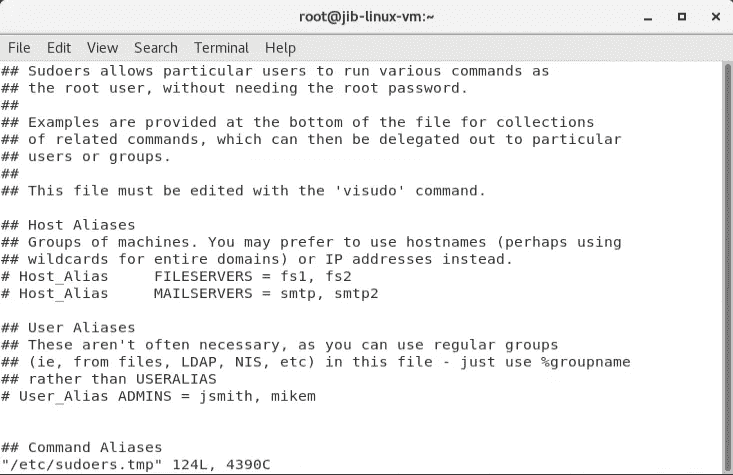 root@jib-linux-vm:~
File Edit View Search Terminal Help
## Sudoers allows particular users to run various commands as
## the root user, without needing the root password.
##
## Examples are provided at the bottom of the file for collections
## of related commands, which can then be delegated out to particular
## users or groups.
##
## This file must be edited with the 'visudo' command.

## Host Aliases
## Groups of machines. You may prefer to use hostnames (perhaps using
## wildcards for entire domains) or IP addresses instead.
# Host_Alias     FILESERVERS = fs1, fs2
# Host_Alias     MAILSERVERS = smtp, smtp2

## User Aliases
## These aren't often necessary, as you can use regular groups
## (ie, from files, LDAP, NIS, etc) in this file - just use %groupname
## rather than USERALIAS
# User_Alias ADMINS = jsmith, mikem


## Command Aliases
"/etc/sudoers.tmp" 124L, 4390C